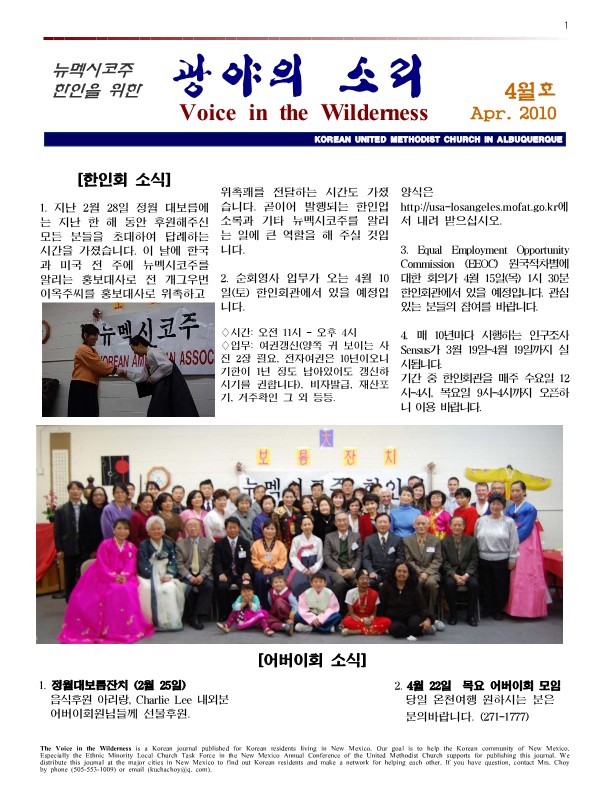 1
뉴멕시코주
한인을 위한
광야의 소리
Voice in the Wilderness
4월호
Apr. 2010
KOREAN UNITED METHODIST CHURCH IN ALBUQUERQUE
[한인회 소식]
1. 지난 2월 28일 정월 대보름에
는 지난 한 해 동안 후원해주신
모든 분들을 초대하여 답례하는
시간을 가졌습니다. 이 날에 한국
과 미국 전 주에 뉴멕시코주를
알리는 홍보대사로 전 개그우먼
이옥주씨를 홍보대사로 위촉하고
뉴멕시코주
KOREAN AMERICAN ASSOC
위촉패를 전달하는 시간도 가졌
습니다. 곧이어 발행되는 한인업
소록과 기타 뉴멕시코주를 알리
는 일에 큰 역할을 해 주실 것입
니다.
2. 순회영사 업무가 오는 4월 10
일(토) 한인회관에서 있을 예정입
니다.
◇시간: 오전 11시 - 오후 4시
◇업무: 여권갱신(양쪽 귀 보이는 사
진 2장 필요, 전자여권은 10년이오니
기한이 1년 정도 남아있어도 갱신하
시기를 권합니다), 비자발급, 재산포
기, 거주확인 그 외 등등.
양식은
http://usa-losangeles.mofat.go.kr에
서 내려 받으십시오.
3. Equal Employment Opportunity
Commission (EEOC) 원국적차별에
대한 회의가 4월 15일(목) 1시 30분
한인회관에서 있을 예정입니다. 관심
있는 분들의 참여를 바랍니다.
4. 매 10년마다 시행하는 인구조사
Sensus가 3월 19일-4월 19일까지 실
시됩니다.
기간 중 한인회관을 매주 수요일 12
시-4시, 목요일 9시-4시까지 오픈하
니 이용 바랍니다.
대
보름잔치
뉴멕시코주 한인
[어버이회 소식]
1. 정월대보름잔치 (2월 25일)
음식후원 아리랑, Charlie Lee 내외분
어버이회원님들께 선물후원.
2. 4월 22일 목요 어버이회 모임
당일 온천여행 원하시는 분은
문의바랍니다. (271-1777)
The Voice in the Wilderness is a Korean journal published for Korean residents living in New Mexico. Our goal is to help the Korean community of New Mexico.
Especially the Ethnic Minority Local Church Task Force in the New Mexico Annual Conference of the United Methodist Church supports for publishing this journal. We
distribute this journal at the major cities in New Mexico to find out Korean residents and make a network for helping each other. If you have question, contact Mrs. Choy
by phone (505-553-1009) or email (kuchachoy@q. com).